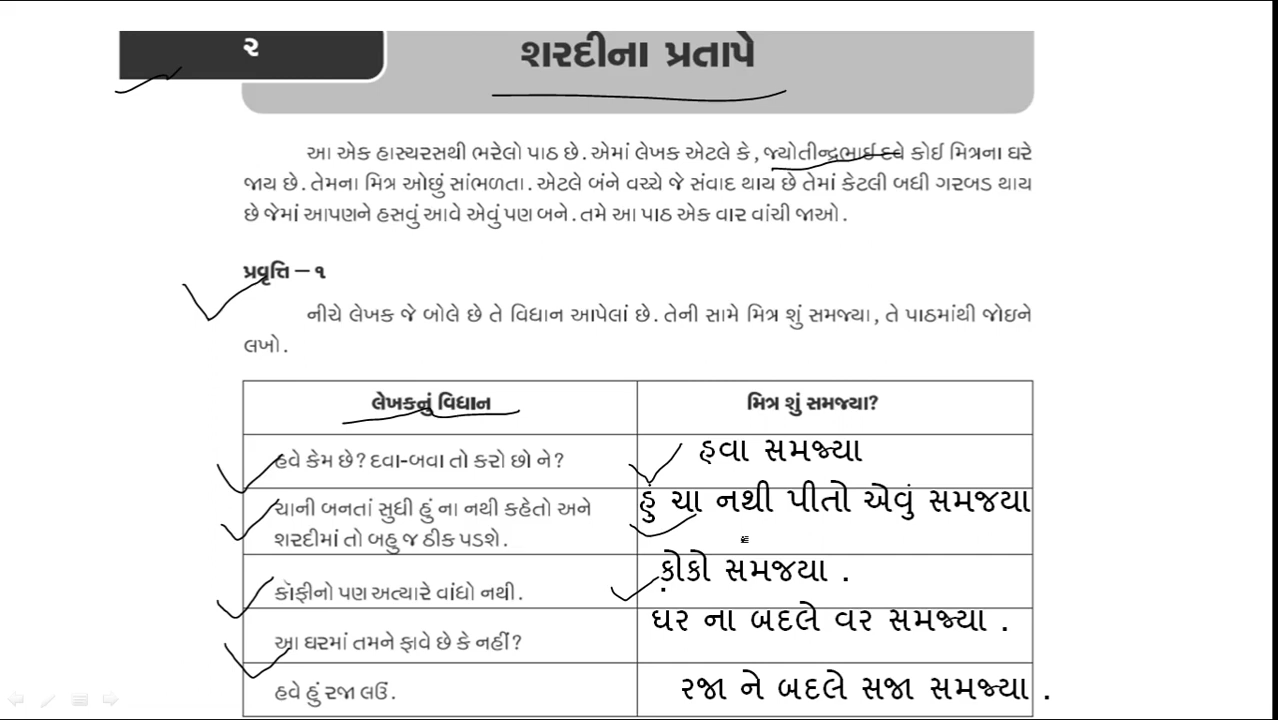 ૨
શરદીના પ્રતાપે
આ એક હાસ્યરસથી ભરેલો પાઠ છે. એમાં લેખક એટલે કે, જ્યોતીન્દ્રભાઈ દવે કોઈ મિત્રના ઘરે
જાય છે. તેમના મિત્ર ઓછું સાંભળતા. એટલે બંને વચ્ચે જે સંવાદ થાય છે તેમાં કેટલી બધી ગરબડ થાય
છે જેમાં આપણને હસવું આવે એવું પણ બને. તમે આ પાઠ એક વાર વાંચી જાઓ.
પ્રવૃત્તિ – ૧
નીચે લેખક જે બોલે છે તે વિધાન આપેલાં છે. તેની સામે મિત્ર શું સમજ્યા, તે પાઠમાંથી જોઇને
લખો.
લેખકનું વિધાન
મિત્ર શું સમજ્યા?
હવે કેમ છે? દવા-બવા તો કરો છો ને?
હવા સમજ્યા
ચાની બનતાં સુધી હું ના નથી કહેતો અને
શરદીમાં તો બહુ જ ઠીક પડશે.
હું ચા નથી પીતો એવું સમજયા
કૉફીનો પણ અત્યારે વાંધો નથી.
કોકો સમજયા .
આ ઘરમાં તમને ફાવે છે કે નહીં?
ઘર ના બદલે વર સમજ્યા .
હવે હું રજા લઉં.
રજા ને બદલે સજા સમજ્યા .